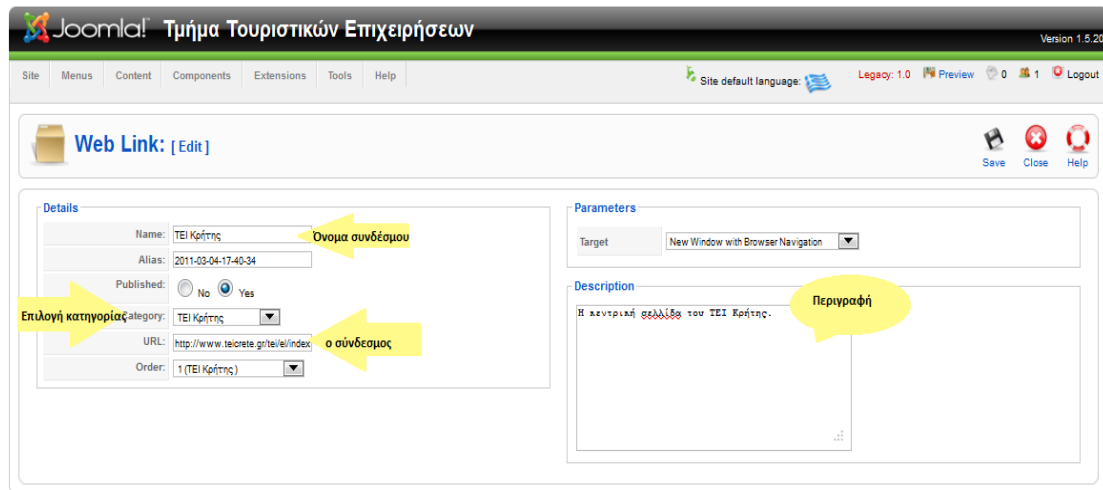 Joomla! Τμήμα Τουριστικών Επιχειρήσεων
Version 1.5.20
Site Menus Content Components Extensions Tools Help
Site default language:
Legacy: 1.0 Preview 0 1 Logout
Web Link: [ Edit ]
Save Close Help
Details
Name: ΤΕΙ Κρήτης
Όνομα συνδέσμου
Alias: 2011-03-04-17-40-34
Published: No Yes
Επιλογή κατηγορίας
Category: ΤΕΙ Κρήτης
URL: http://www.teicrete.gr/tei/el/index
ο σύνδεσμος
Order: 1 (ΤΕΙ Κρήτης )
Parameters
Target New Window with Browser Navigation
Description
Περιγραφή
Η κεντρική σελλίδα του ΤΕΙ Κρήτης.